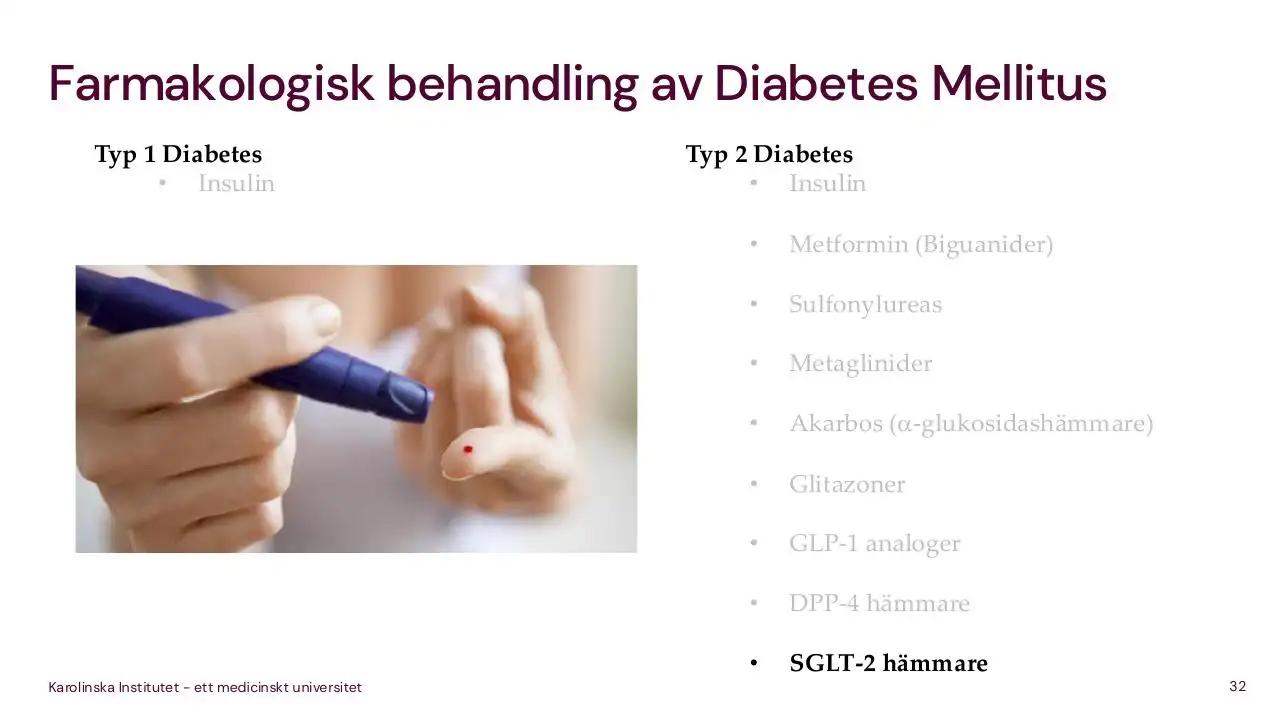 Farmakologisk behandling av Diabetes Mellitus
Typ 1 Diabetes
• Insulin
Typ 2 Diabetes
• Insulin
• Metformin (Biguanider)
• Sulfonylureas
• Metaglinider
• Akarbos (α-glukosidashämmare)
• Glitazoner
• GLP-1 analoger
• DPP-4 hämmare
• SGLT-2 hämmare
Karolinska Institutet - ett medicinskt universitet
32